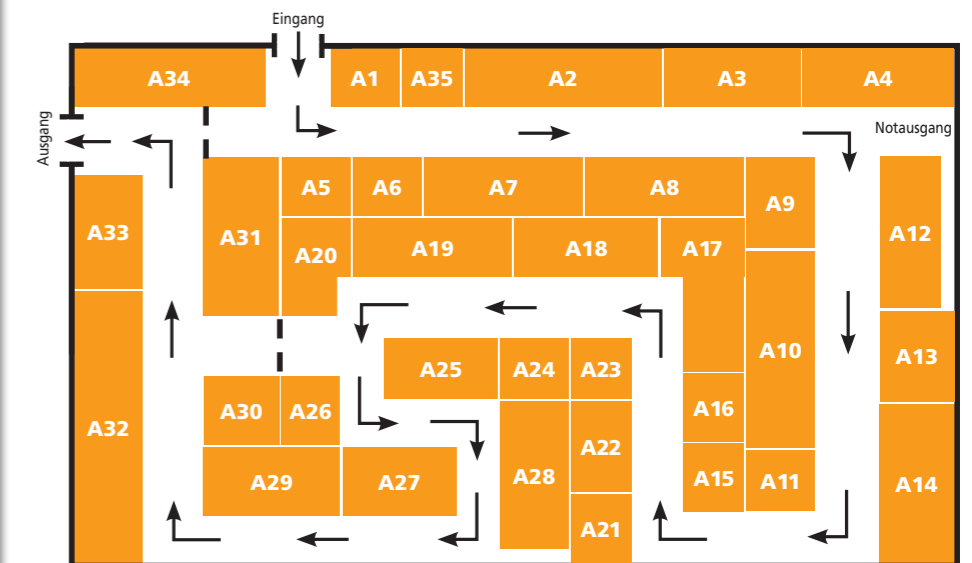 Eingang
A34
A1
A35
A2
A3
A4
Ausgang
Notausgang
A5
A6
A7
A8
A9
A12
A33
A31
A20
A19
A18
A17
A10
A13
A25
A24
A23
A32
A30
A26
A16
A22
A29
A27
A28
A15
A11
A14
A21